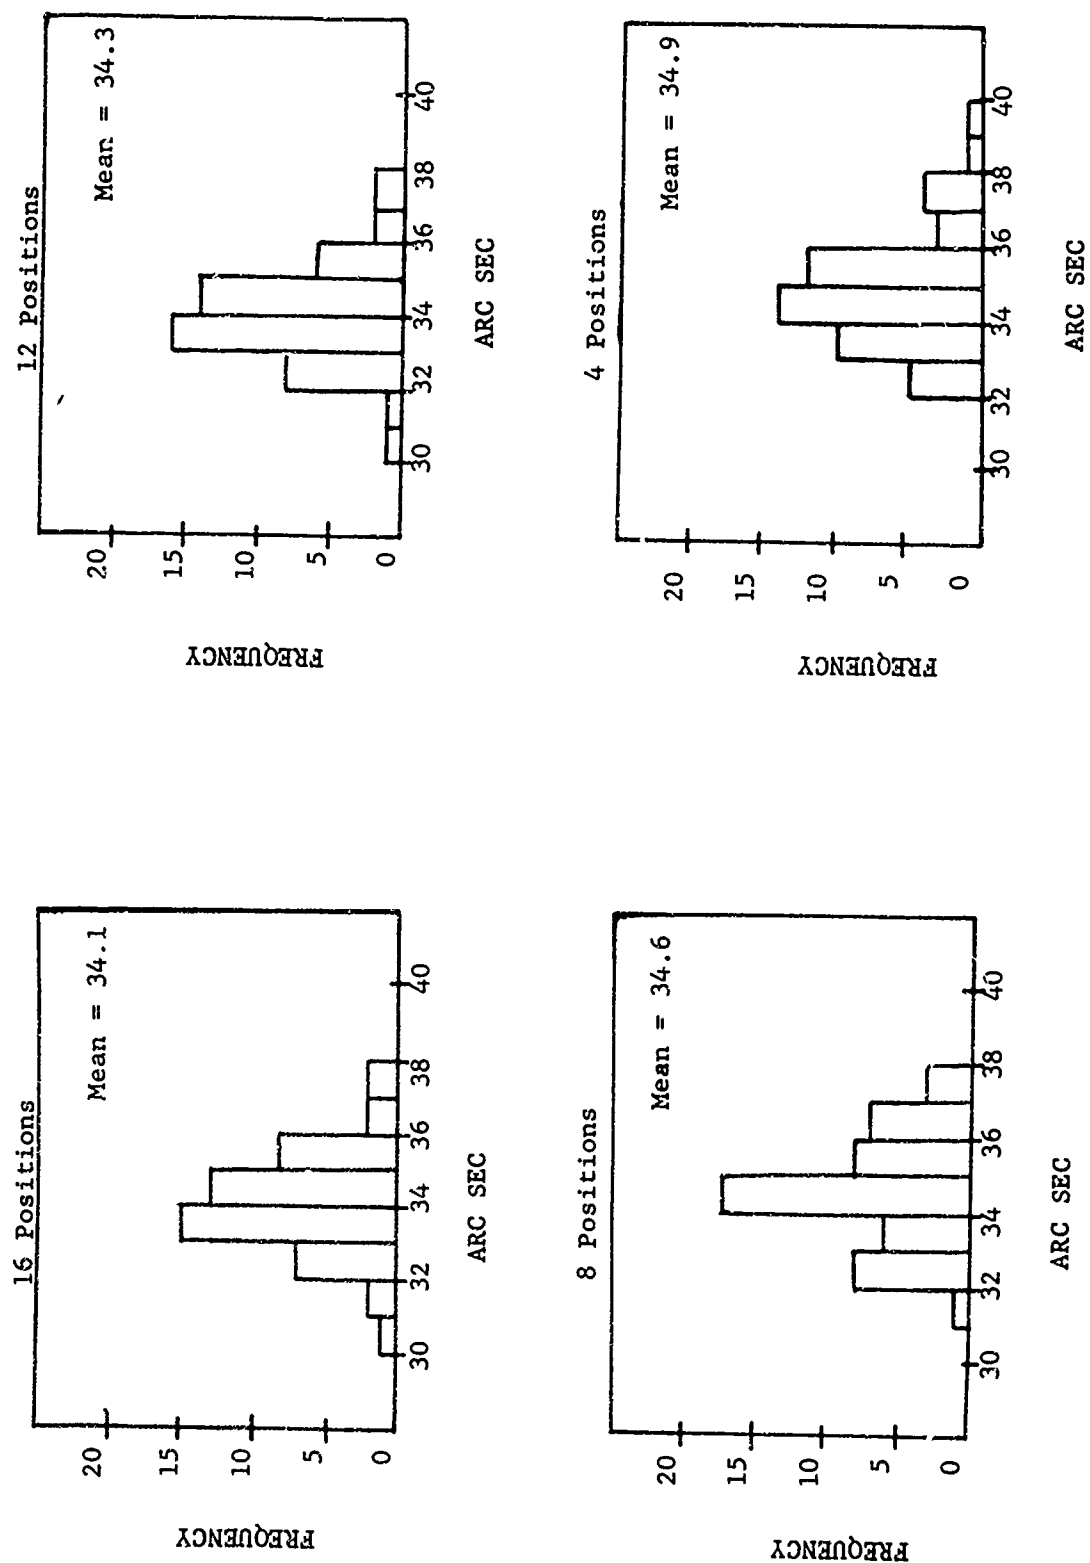 16 Positions
Mean = 34.1
FREQUENCY
20
15
10
5
0
30 32 34 36 38 40
ARC SEC
12 Positions
Mean = 34.3
FREQUENCY
20
15
10
5
0
30 32 34 36 38 40
ARC SEC
8 Positions
Mean = 34.6
FREQUENCY
20
15
10
5
0
30 32 34 36 38 40
ARC SEC
4 Positions
Mean = 34.9
FREQUENCY
20
15
10
5
0
30 32 34 36 38 40
ARC SEC